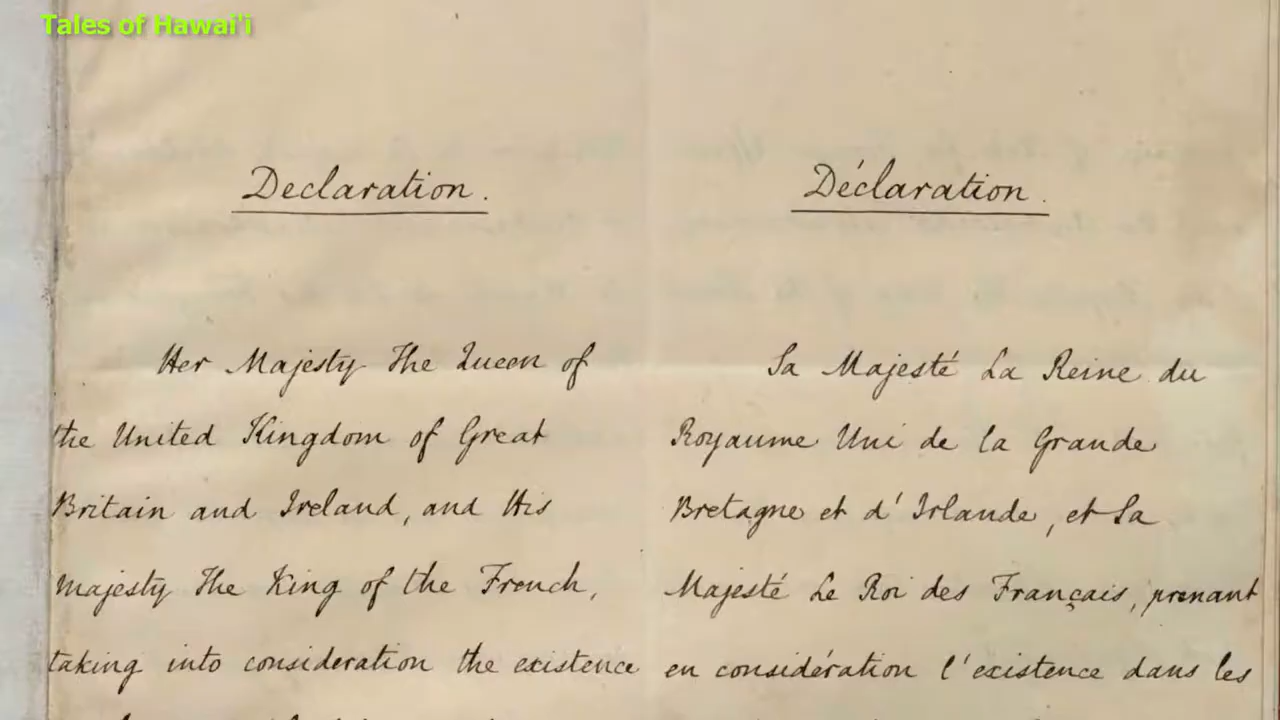 Tales of Hawai'i
Declaration.
Her Majesty The Queen of
the United Kingdom of Great
Britain and Ireland, and His
Majesty The King of the French,
taking into consideration the existence
Déclaration.
Sa Majesté La Reine du
Royaume Uni de la Grande
Bretagne et d'Irlande, et Sa
Majesté Le Roi des Français, prenant
en considération l'existence dans les